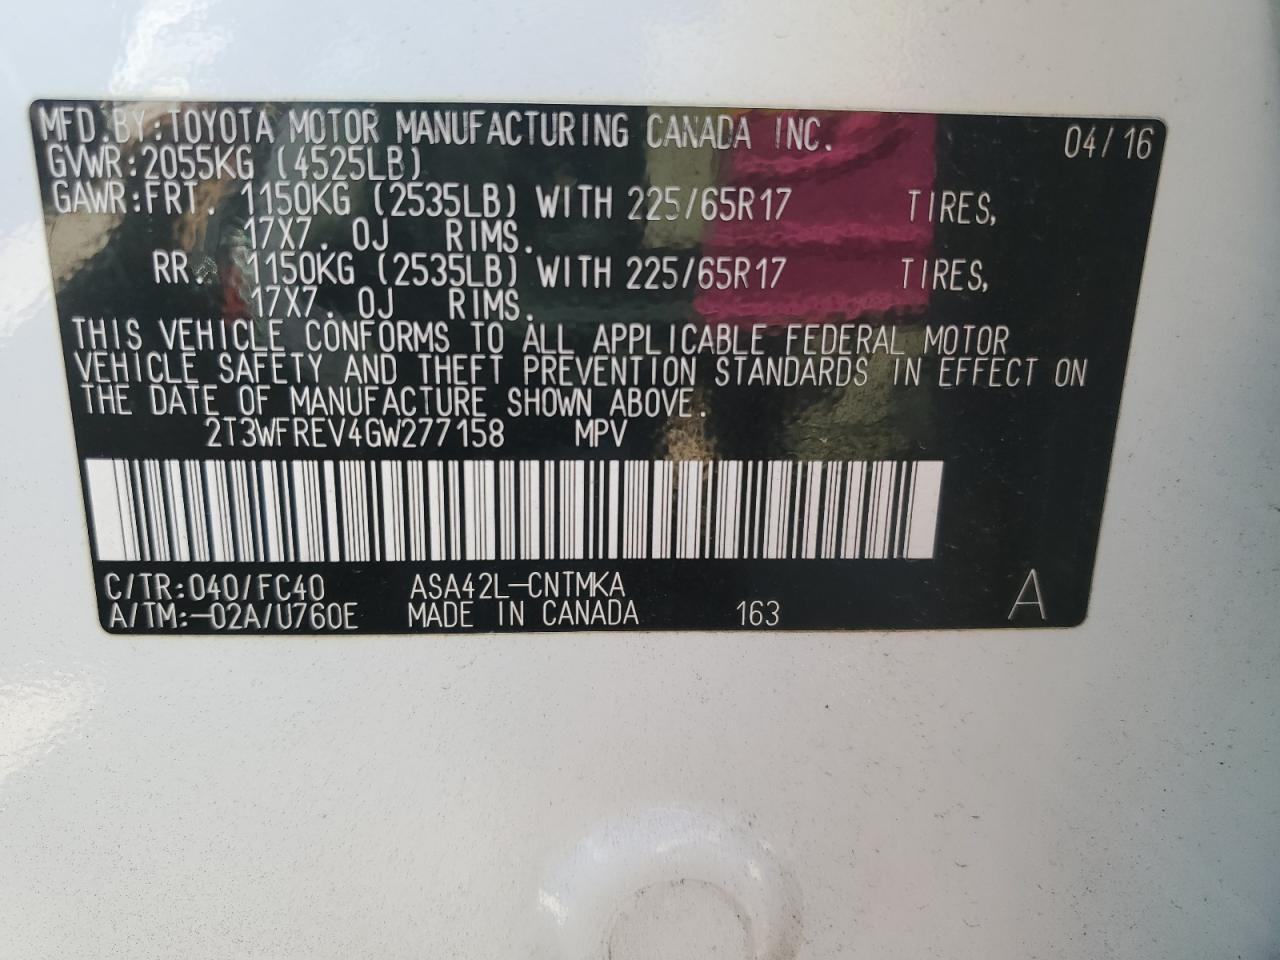 MFD.BY:TOYOTA MOTOR MANUFACTURING CANADA INC. 04/16
GVWR:2055KG (4525LB)
GAWR:FRT. 1150KG (2535LB) WITH 225/65R17 TIRES,
17X7.0J RIMS.
RR. 1150KG (2535LB) WITH 225/65R17 TIRES,
17X7.0J RIMS.
THIS VEHICLE CONFORMS TO ALL APPLICABLE FEDERAL MOTOR
VEHICLE SAFETY AND THEFT PREVENTION STANDARDS IN EFFECT ON
THE DATE OF MANUFACTURE SHOWN ABOVE.
2T3WFREV4GW277158 MPV
C/TR:040/FC40 ASA42L-CNTMKA
A/TM:-02A/U760E MADE IN CANADA 163 A